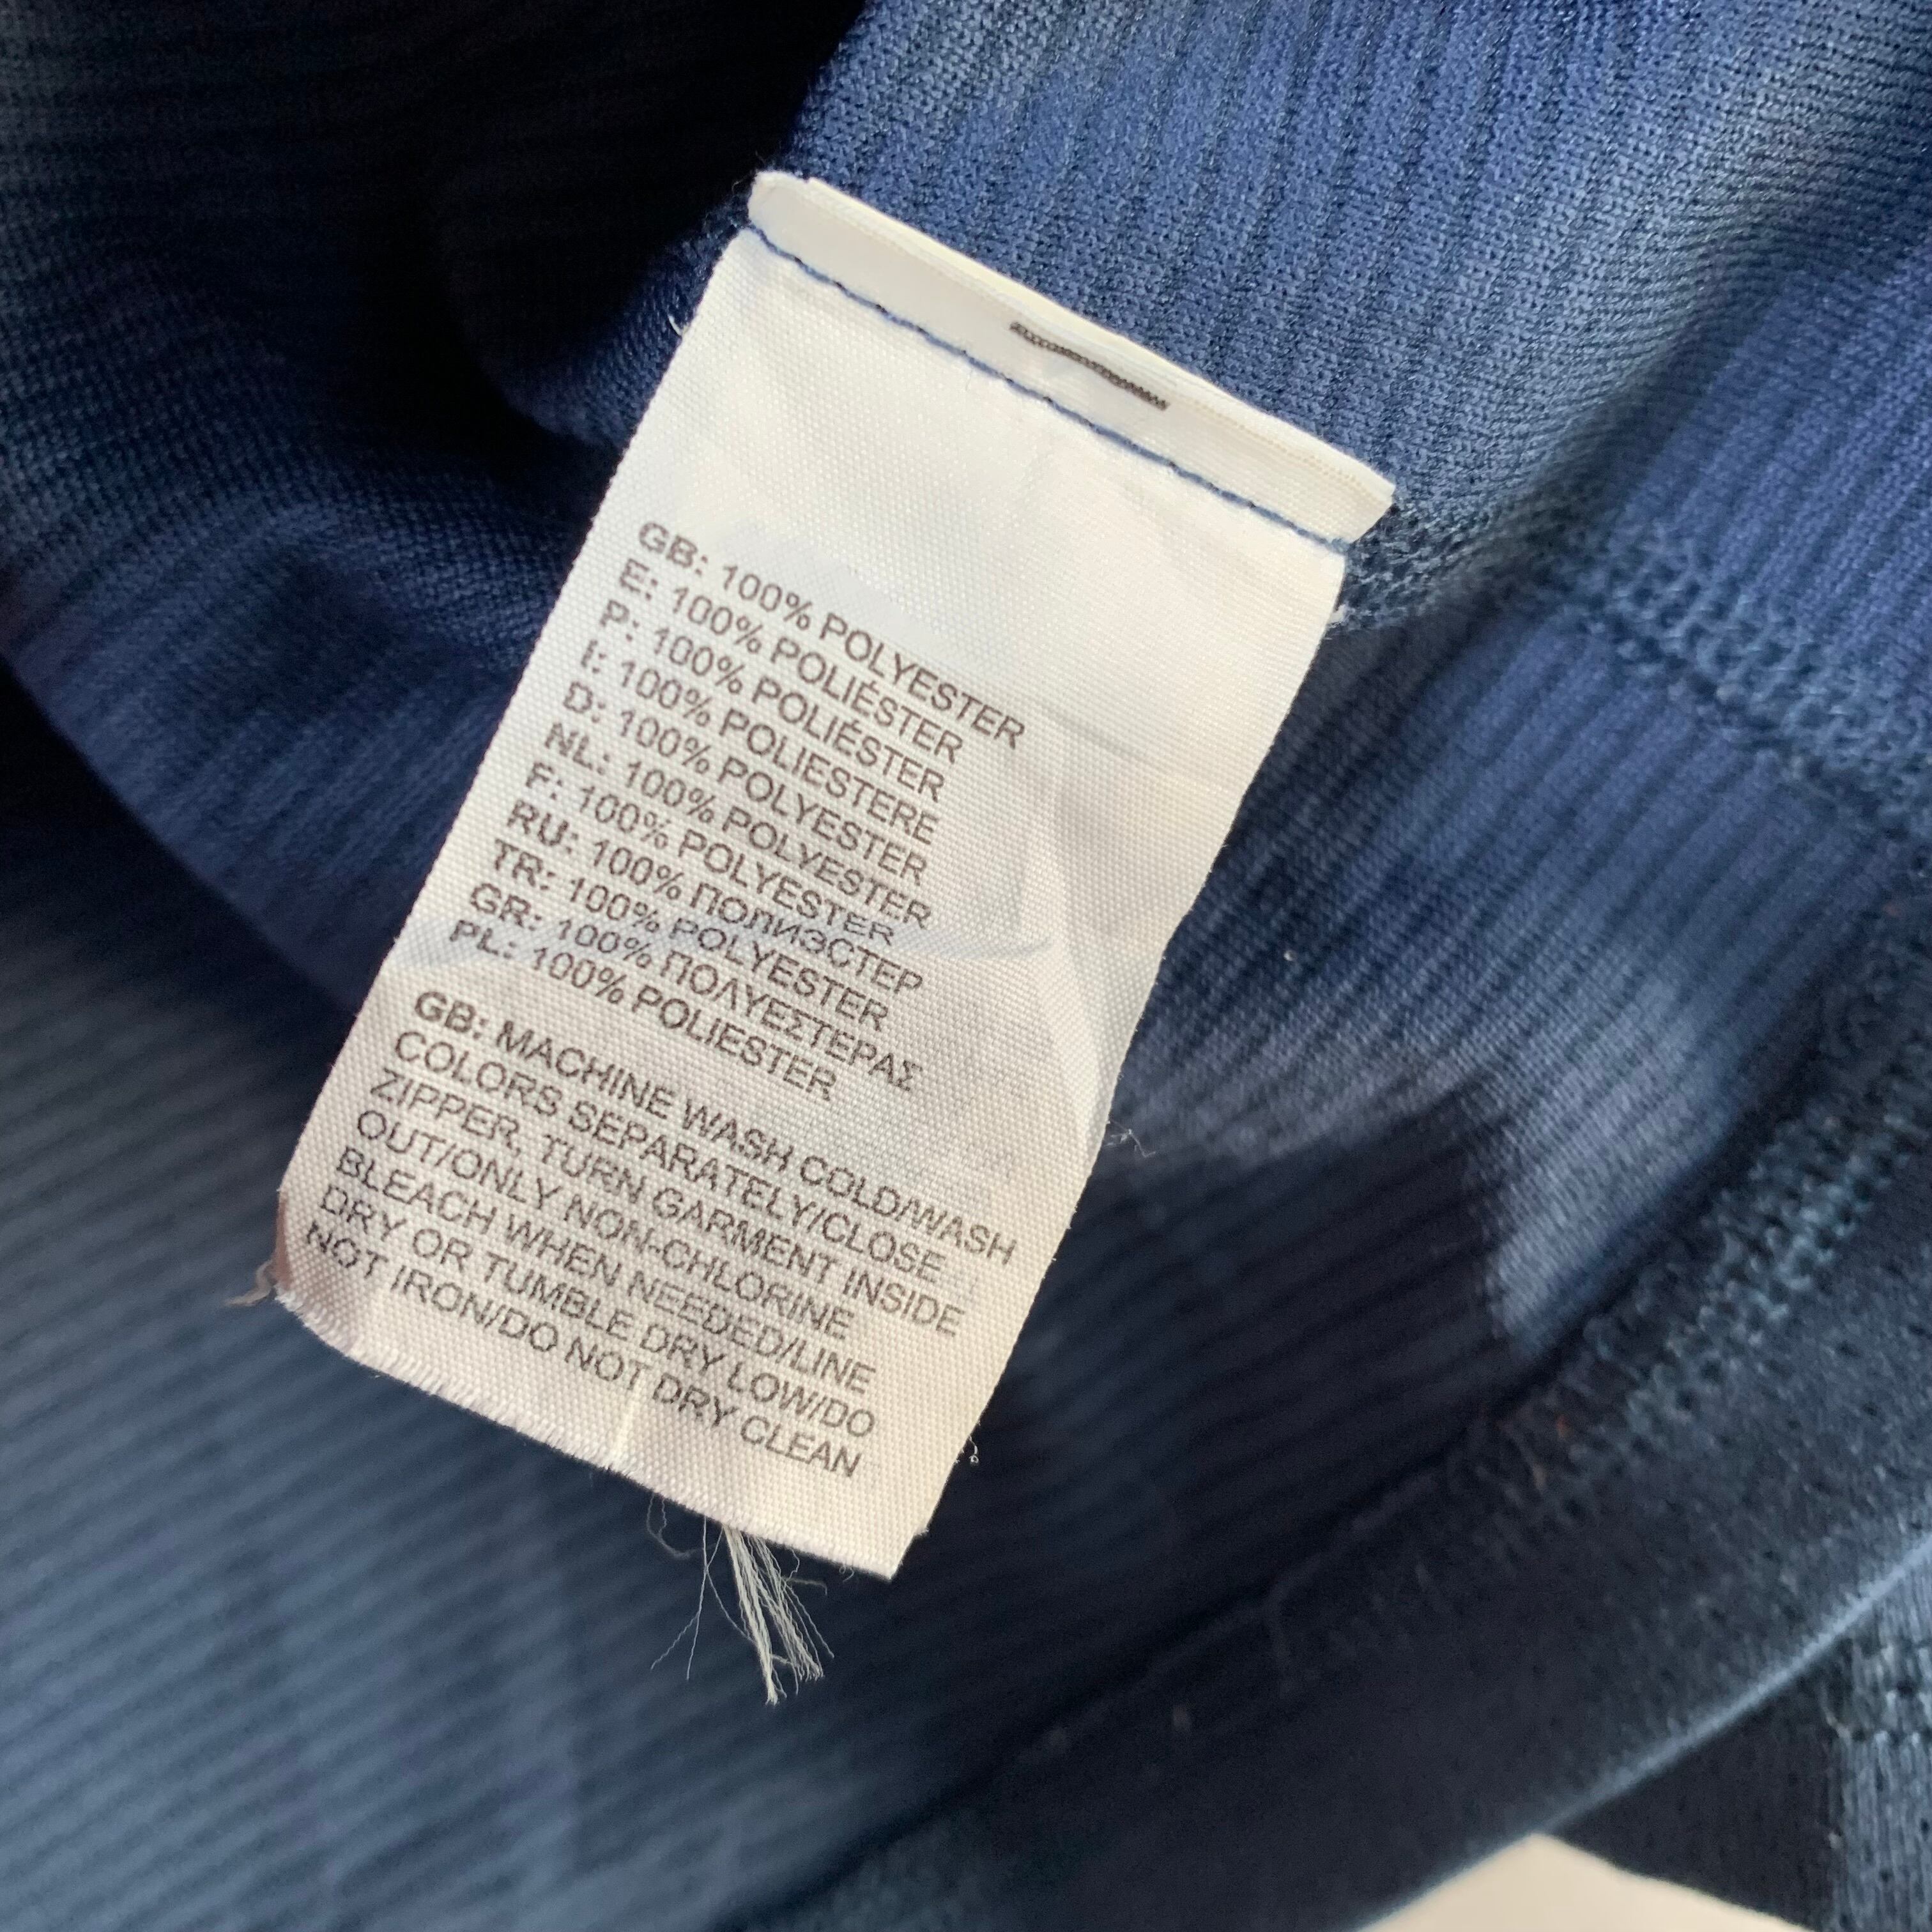 GB: 100% POLYESTER
E: 100% POLIÉSTER
P: 100% POLIÉSTER
I: 100% POLIESTERE
D: 100% POLYESTER
NL: 100% POLYESTER
F: 100% POLYESTER
RU: 100% ПОЛИЭСТЕР
TR: 100% POLYESTER
GR: 100% ΠΟΛΥΕΣΤΕΡΑΣ
PL: 100% POLIESTER
GB: MACHINE WASH COLD/WASH
COLORS SEPARATELY/CLOSE
ZIPPER, TURN GARMENT INSIDE
OUT/ONLY NON-CHLORINE
BLEACH WHEN NEEDED/LINE
DRY OR TUMBLE DRY LOW/DO
NOT IRON/DO NOT DRY CLEAN